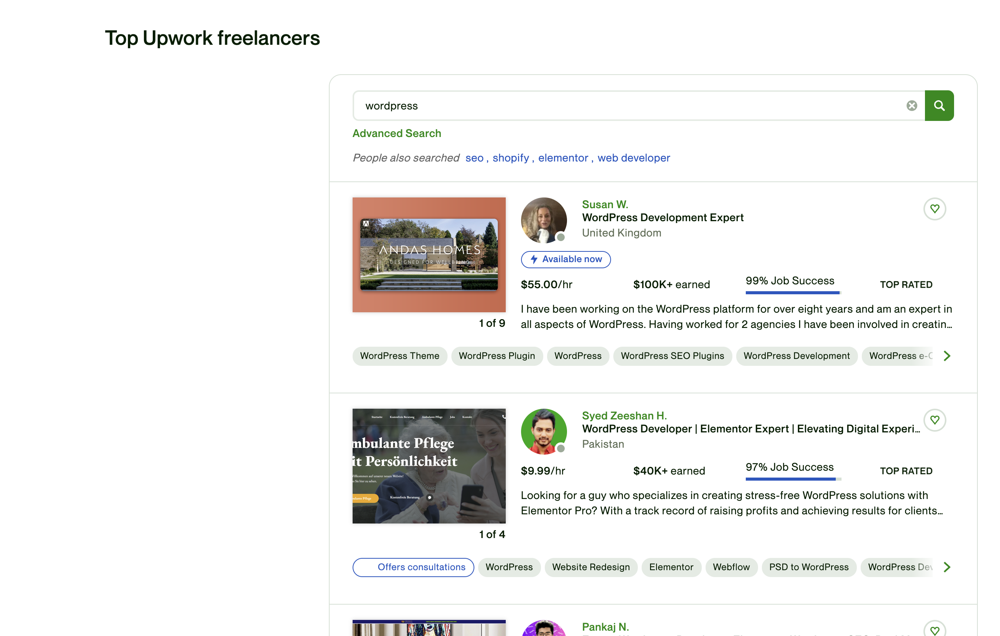 Top Upwork freelancers
wordpress
Advanced Search
People also searched seo , shopify , elementor , web developer
Susan W.
WordPress Development Expert
United Kingdom
MENU
ANDAS HOMES
DESIGNED FOR WELLBEING
Available now
$55.00/hr $100K+ earned 99% Job Success TOP RATED
I have been working on the WordPress platform for over eight years and am an expert in
all aspects of WordPress. Having worked for 2 agencies I have been involved in creatin...
1 of 9
WordPress Theme WordPress Plugin WordPress WordPress SEO Plugins WordPress Development WordPress e-C
Startseite Kostenfreie Beratung Ambulante Pflege Jobs Kontakt
mbulante Pflege
it Persönlichkeit
Willkommen auf unserer neuen Website!
ss Sie hier zu sehen.
bulante Pflege Kostenfreie Beratung
Syed Zeeshan H.
WordPress Developer | Elementor Expert | Elevating Digital Experi...
Pakistan
$9.99/hr $40K+ earned 97% Job Success TOP RATED
Looking for a guy who specializes in creating stress-free WordPress solutions with
Elementor Pro? With a track record of raising profits and achieving results for clients...
1 of 4
Offers consultations WordPress Website Redesign Elementor Webflow PSD to WordPress WordPress Dev
Pankaj N.